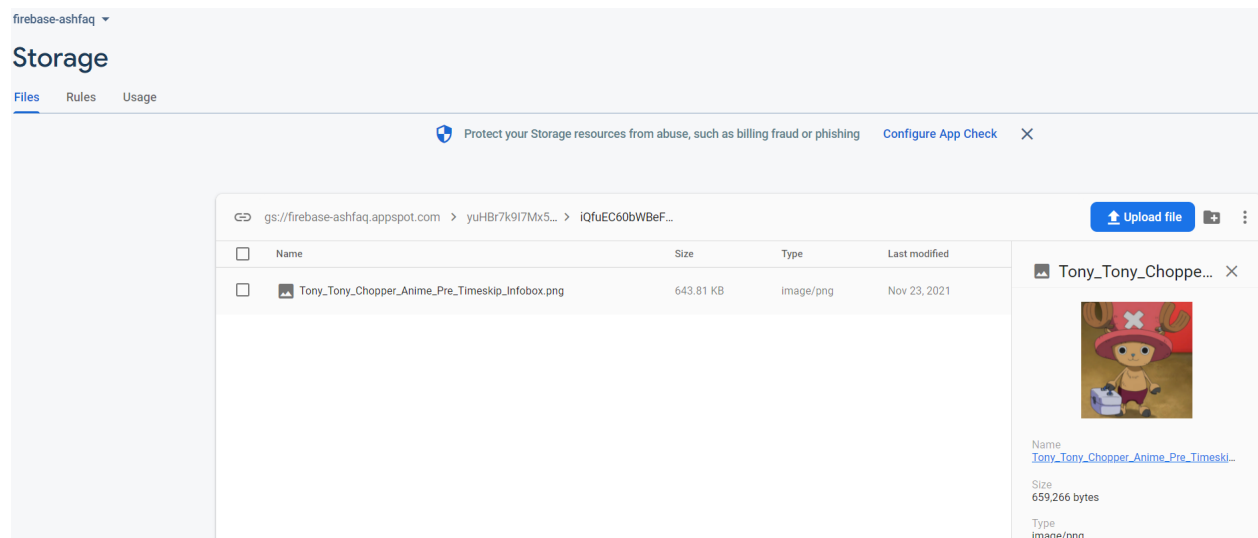 firebase-ashfaq
Storage
Files Rules Usage
Protect your Storage resources from abuse, such as billing fraud or phishing Configure App Check
gs://firebase-ashfaq.appspot.com > yuHBr7k9I7Mx5... > iQfuEC60bWBeF...
Upload file
Name Size Type Last modified
Tony_Tony_Chopper_Anime_Pre_Timeskip_Infobox.png 643.81 KB image/png Nov 23, 2021
Tony_Tony_Choppe...
Name
Tony_Tony_Chopper_Anime_Pre_Timeski...
Size
659,266 bytes
Type
image/png